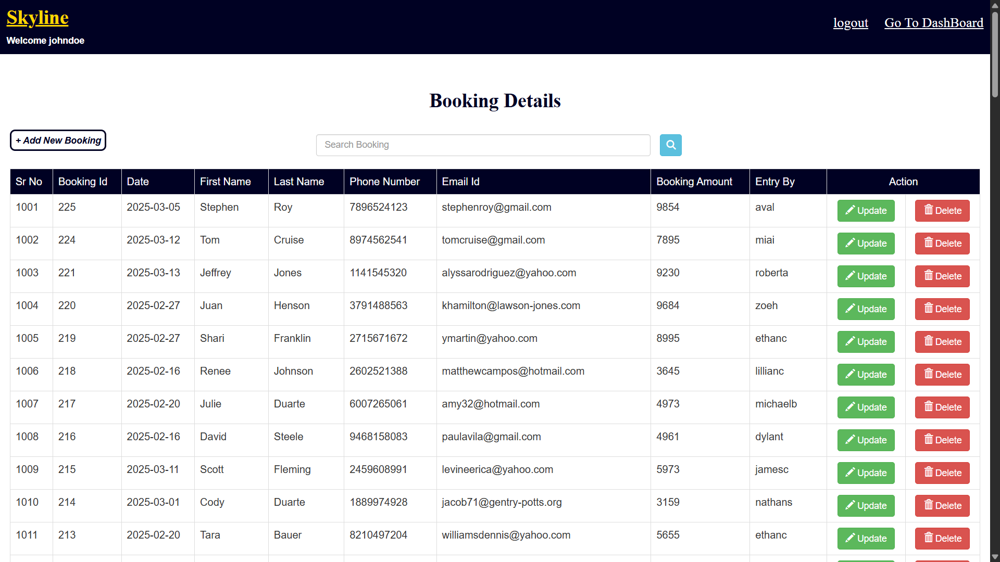 Skyline
Welcome johndoe
logout Go To DashBoard
Booking Details
+ Add New Booking
Search Booking
Sr No Booking Id Date First Name Last Name Phone Number Email Id Booking Amount Entry By Action
1001 225 2025-03-05 Stephen Roy 7896524123 stephenroy@gmail.com 9854 aval Update Delete
1002 224 2025-03-12 Tom Cruise 8974562541 tomcruise@gmail.com 7895 miai Update Delete
1003 221 2025-03-13 Jeffrey Jones 1141545320 alyssarodriguez@yahoo.com 9230 roberta Update Delete
1004 220 2025-02-27 Juan Henson 3791488563 khamilton@lawson-jones.com 9684 zoeh Update Delete
1005 219 2025-02-27 Shari Franklin 2715671672 ymartin@yahoo.com 8995 ethanc Update Delete
1006 218 2025-02-16 Renee Johnson 2602521388 matthewcampos@hotmail.com 3645 lillianc Update Delete
1007 217 2025-02-20 Julie Duarte 6007265061 amy32@hotmail.com 4973 michaelb Update Delete
1008 216 2025-02-16 David Steele 9468158083 paulavila@gmail.com 4961 dylant Update Delete
1009 215 2025-03-11 Scott Fleming 2459608991 levineerica@yahoo.com 5973 jamesc Update Delete
1010 214 2025-03-01 Cody Duarte 1889974928 jacob71@gentry-potts.org 3159 nathans Update Delete
1011 213 2025-02-20 Tara Bauer 8210497204 williamsdennis@yahoo.com 5655 ethanc Update Delete